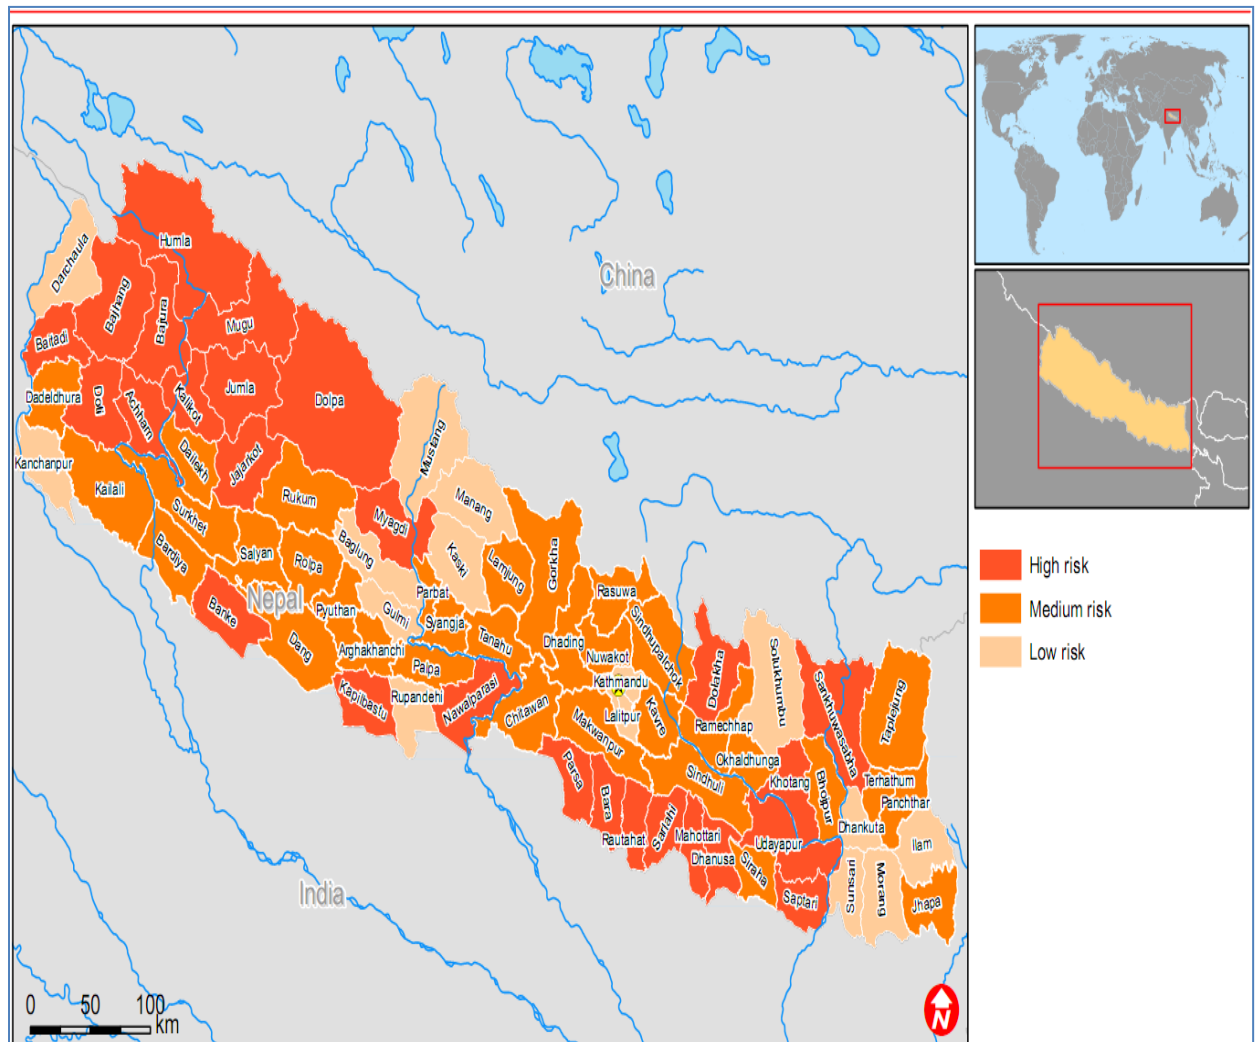 China
Humla
Darchaula
Bajhang
Bajura
Mugu
Baitadi
Jumla
Dolpa
Dadeldhura
Doti
Achham
Kalikot
Mustang
Kanchanpur
Dailekh
Jajarkot
Kailali
Rukum
Manang
Surkhet
Myagdi
Baglung
Kaski
Lamjung
Gorkha
Bardiya
Salyan
Rolpa
Rasuwa
Parbat
Banke
Nepal
Pyuthan
Gulmi
Syangja
Tanahu
Dhading
Sindhupalchok
Dang
Arghakhanchi
Palpa
Nuwakot
Kathmandu
Dolakha
Solukhumbu
Sankhuwasabha
Taplejung
Kapilbastu
Rupandehi
Nawalparasi
Chitawan
Lalitpur
Kavre
Ramechhap
Makwanpur
Okhaldhunga
Parsa
Sindhuli
Khotang
Bhojpur
Terhathum
Panchthar
Bara
Rautahat
Sarlahi
Mahottari
Udayapur
Dhankuta
Ilam
Dhanusa
Siraha
Saptari
Sunsari
Morang
Jhapa
India
0 50 100
km
N
High risk
Medium risk
Low risk